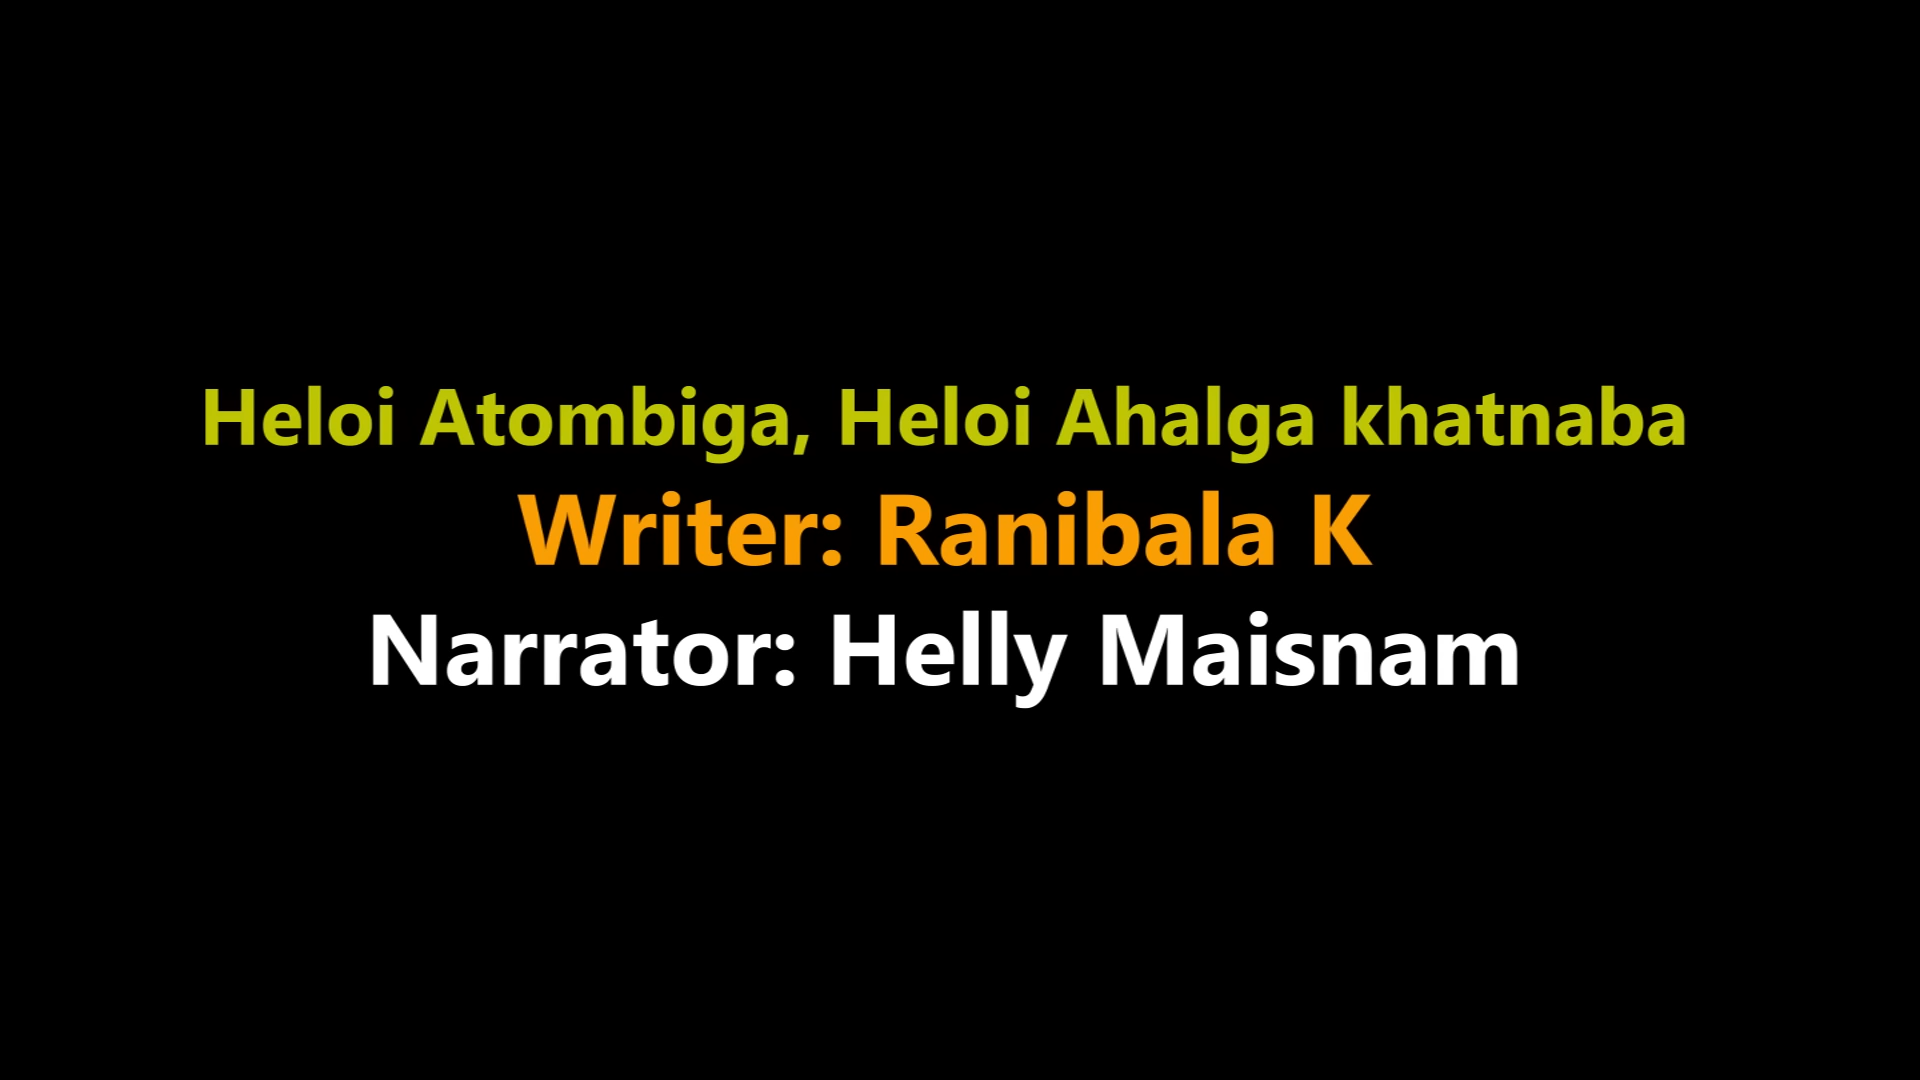 Heloi Atombiga, Heloi Ahalga khatnaba
Writer: Ranibala K
Narrator: Helly Maisnam